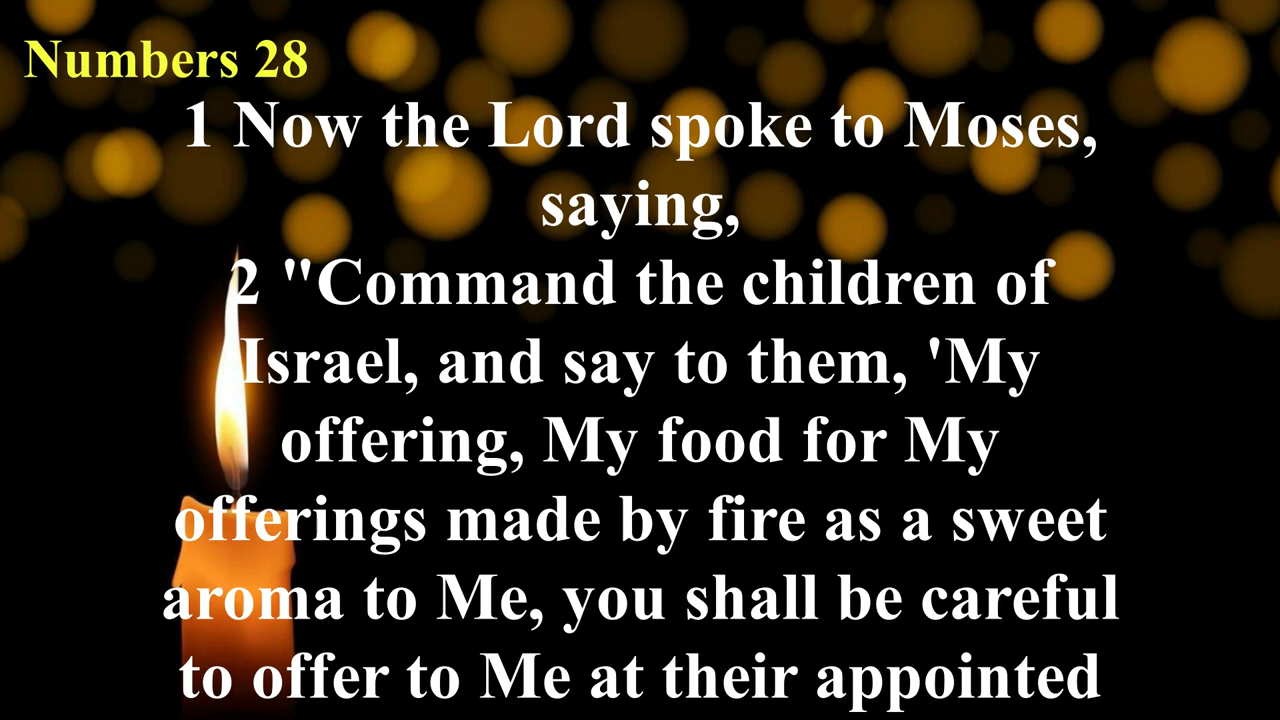 Numbers 28
1 Now the Lord spoke to Moses,
saying,
2 "Command the children of
Israel, and say to them, 'My
offering, My food for My
offerings made by fire as a sweet
aroma to Me, you shall be careful
to offer to Me at their appointed